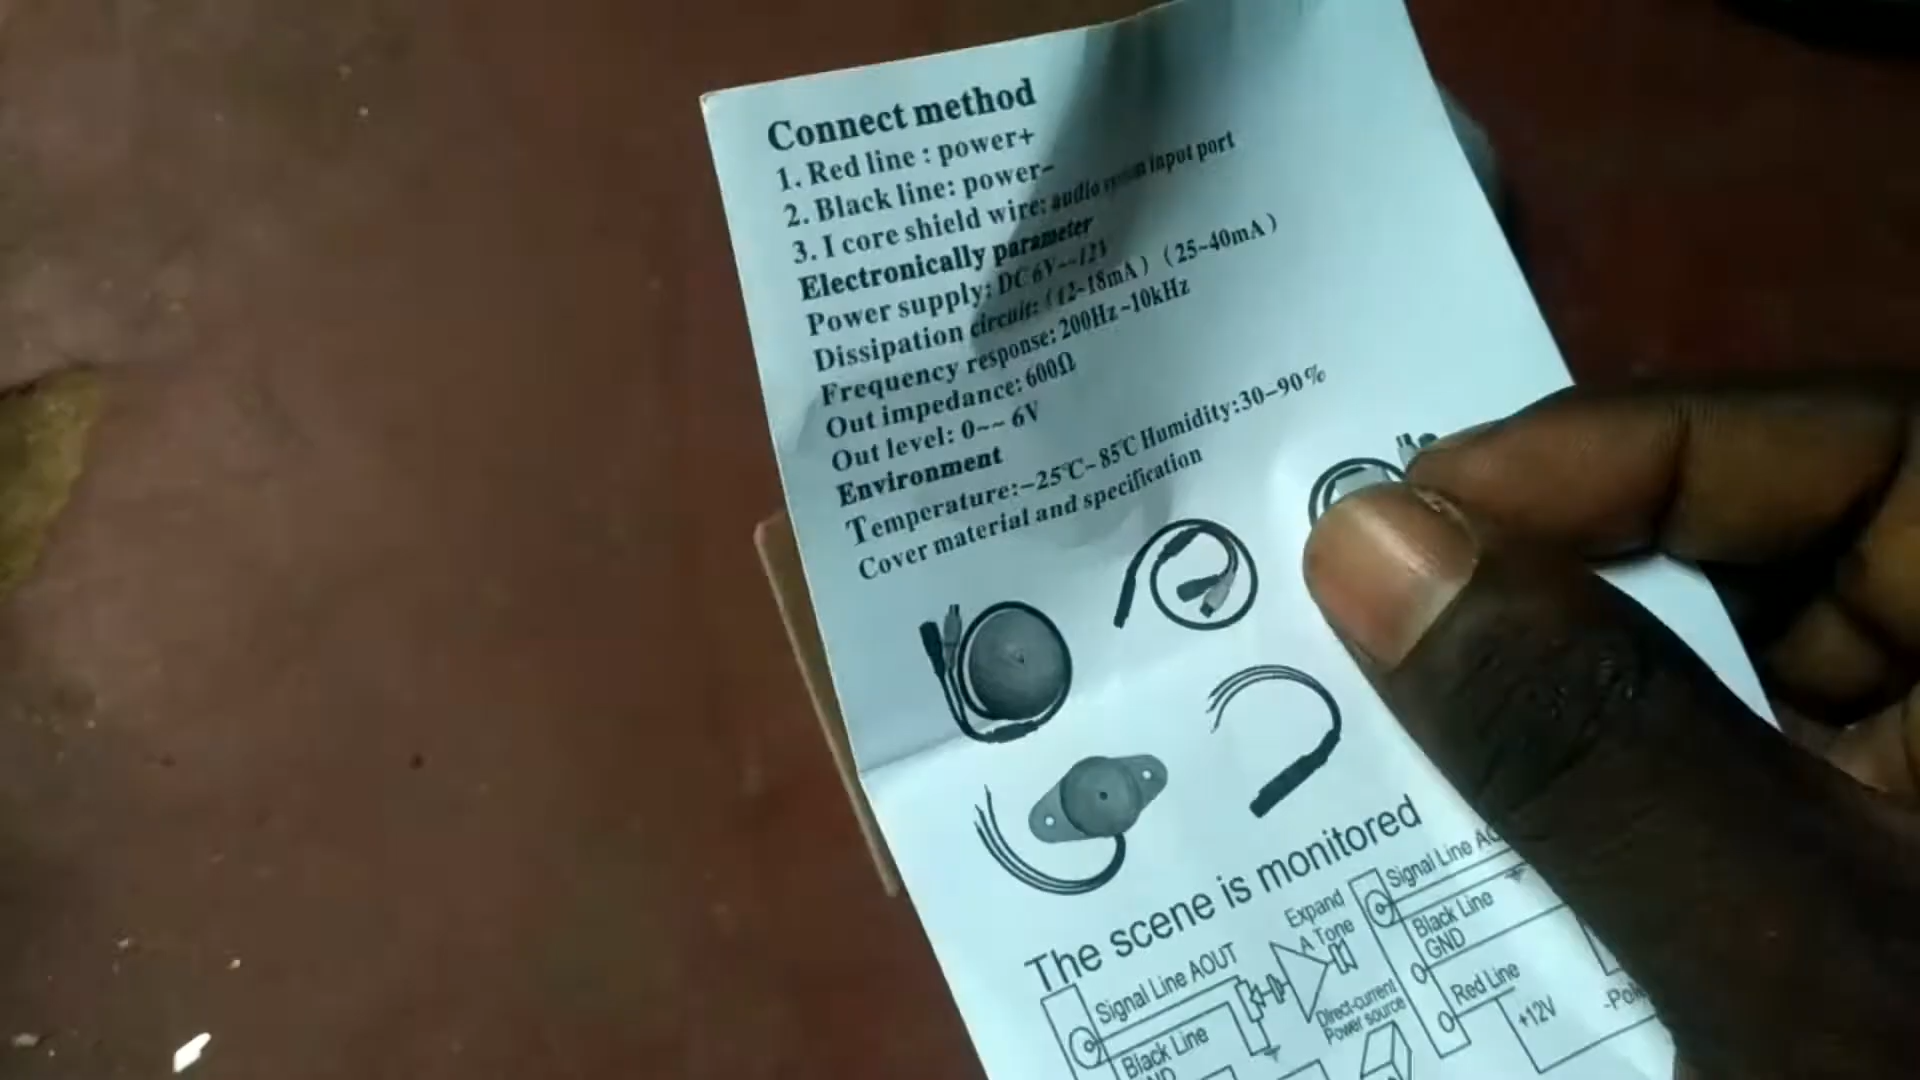 Connect method
1. Red line : power+
2. Black line: power-
3. I core shield wire: audio system input port
Electronically parameter
Power supply: DC 6V~~12V
Dissipation circuit: (12~18mA) (25~40mA)
Frequency response: 200Hz~10kHz
Out impedance: 600Ω
Out level: 0~~ 6V
Environment
Temperature:-25℃- 85℃ Humidity:30-90%
Cover material and specification
The scene is monitored
Signal Line AOUT
Black Line
Expand
A Tone
Direct-current
Power source
Signal Line
Black Line
GND
Red Line
+12V